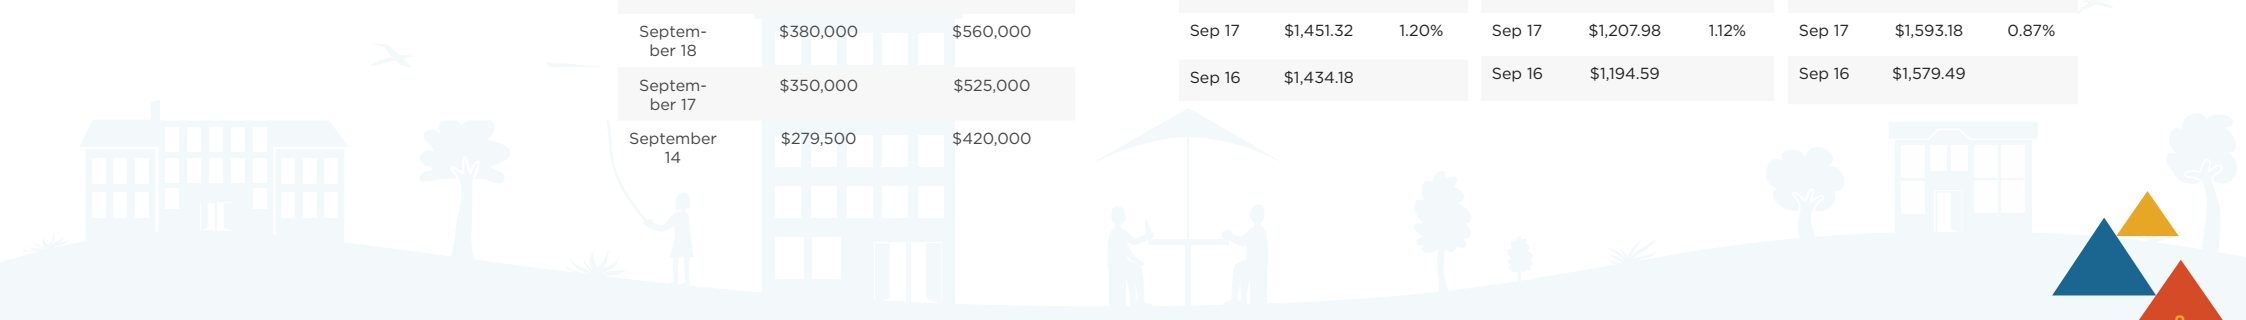 Septem-
ber 18 $380,000 $560,000
Septem-
ber 17 $350,000 $525,000
September
14 $279,500 $420,000
Sep 17 $1,451.32 1.20%
Sep 16 $1,434.18
Sep 17 $1,207.98 1.12%
Sep 16 $1,194.59
Sep 17 $1,593.18 0.87%
Sep 16 $1,579.49